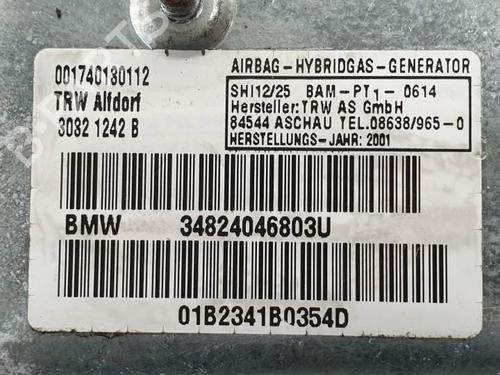 001740130112
TRW Alfdorf
3032 1242 B
AIRBAG-HYBRIDGAS-GENERATOR
SHI12/25 BAM-PT1-0614
Hersteller:TRW AS GmbH
84544 ASCHAU TEL.08638/965-0
HERSTELLUNGS-JAHR: 2001
BMW 34824046803U
01B2341B0354D